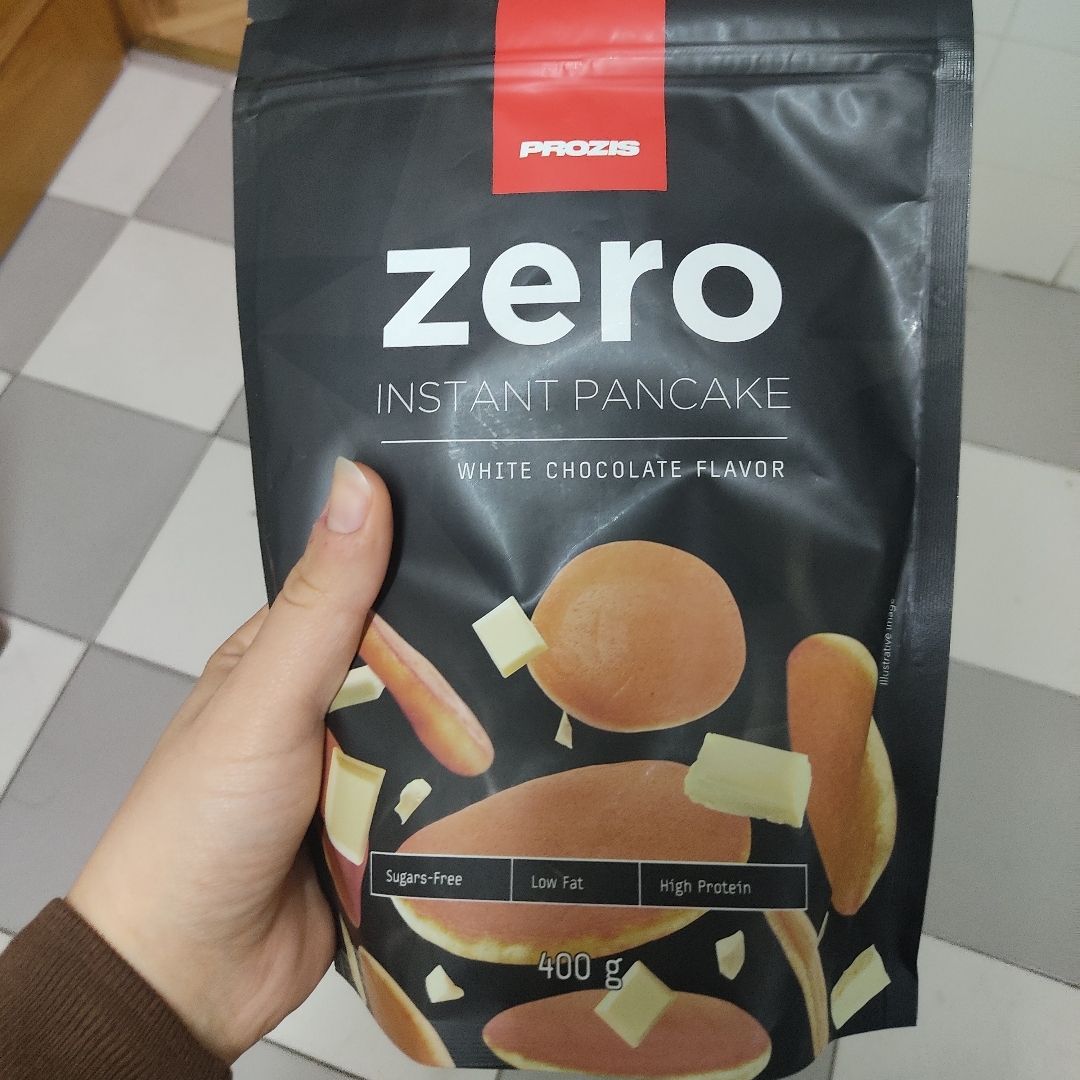 PROZIS
zero
INSTANT PANCAKE
WHITE CHOCOLATE FLAVOR
Illustrative image
Sugars-Free
Low Fat
High Protein
400 g